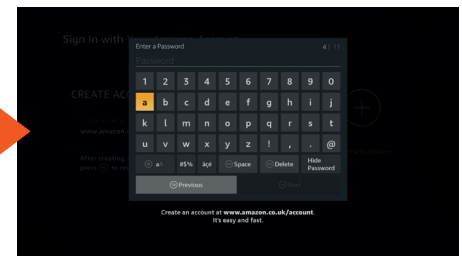 Sign In with Your Amazon Account
Enter a Password
Password
1 2 3 4 5 6 7 8 9 0
CREATE AC
a b c d e f g h i j
k l m n o p q r s t
www.amazon.
u v w x y z ! , . @
After creating
press
#$% äçé Space Delete Hide Password
Previous Next
Create an account at www.amazon.co.uk/account.
It's easy and fast.